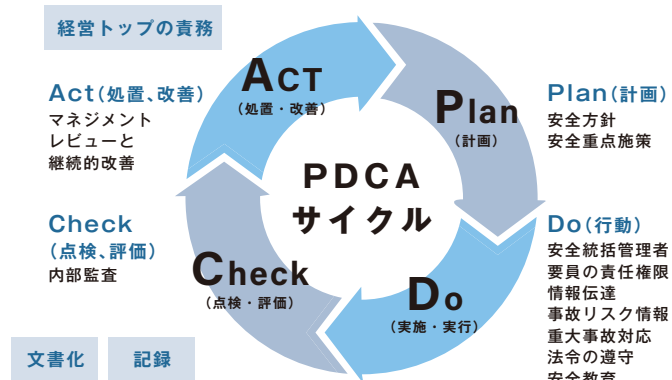 経営トップの責務
Act(処置、改善)
マネジメント
レビューと
継続的改善
Check
(点検、評価)
内部監査
文書化
記録
ACT
(処置・改善)
Plan
(計画)
PDCA
サイクル
Check
(点検・評価)
Do
(実施・実行)
Plan(計画)
安全方針
安全重点施策
Do(行動)
安全統括管理者
要員の責任権限
情報伝達
事故リスク情報
重大事故対応
法令の遵守
安全教育